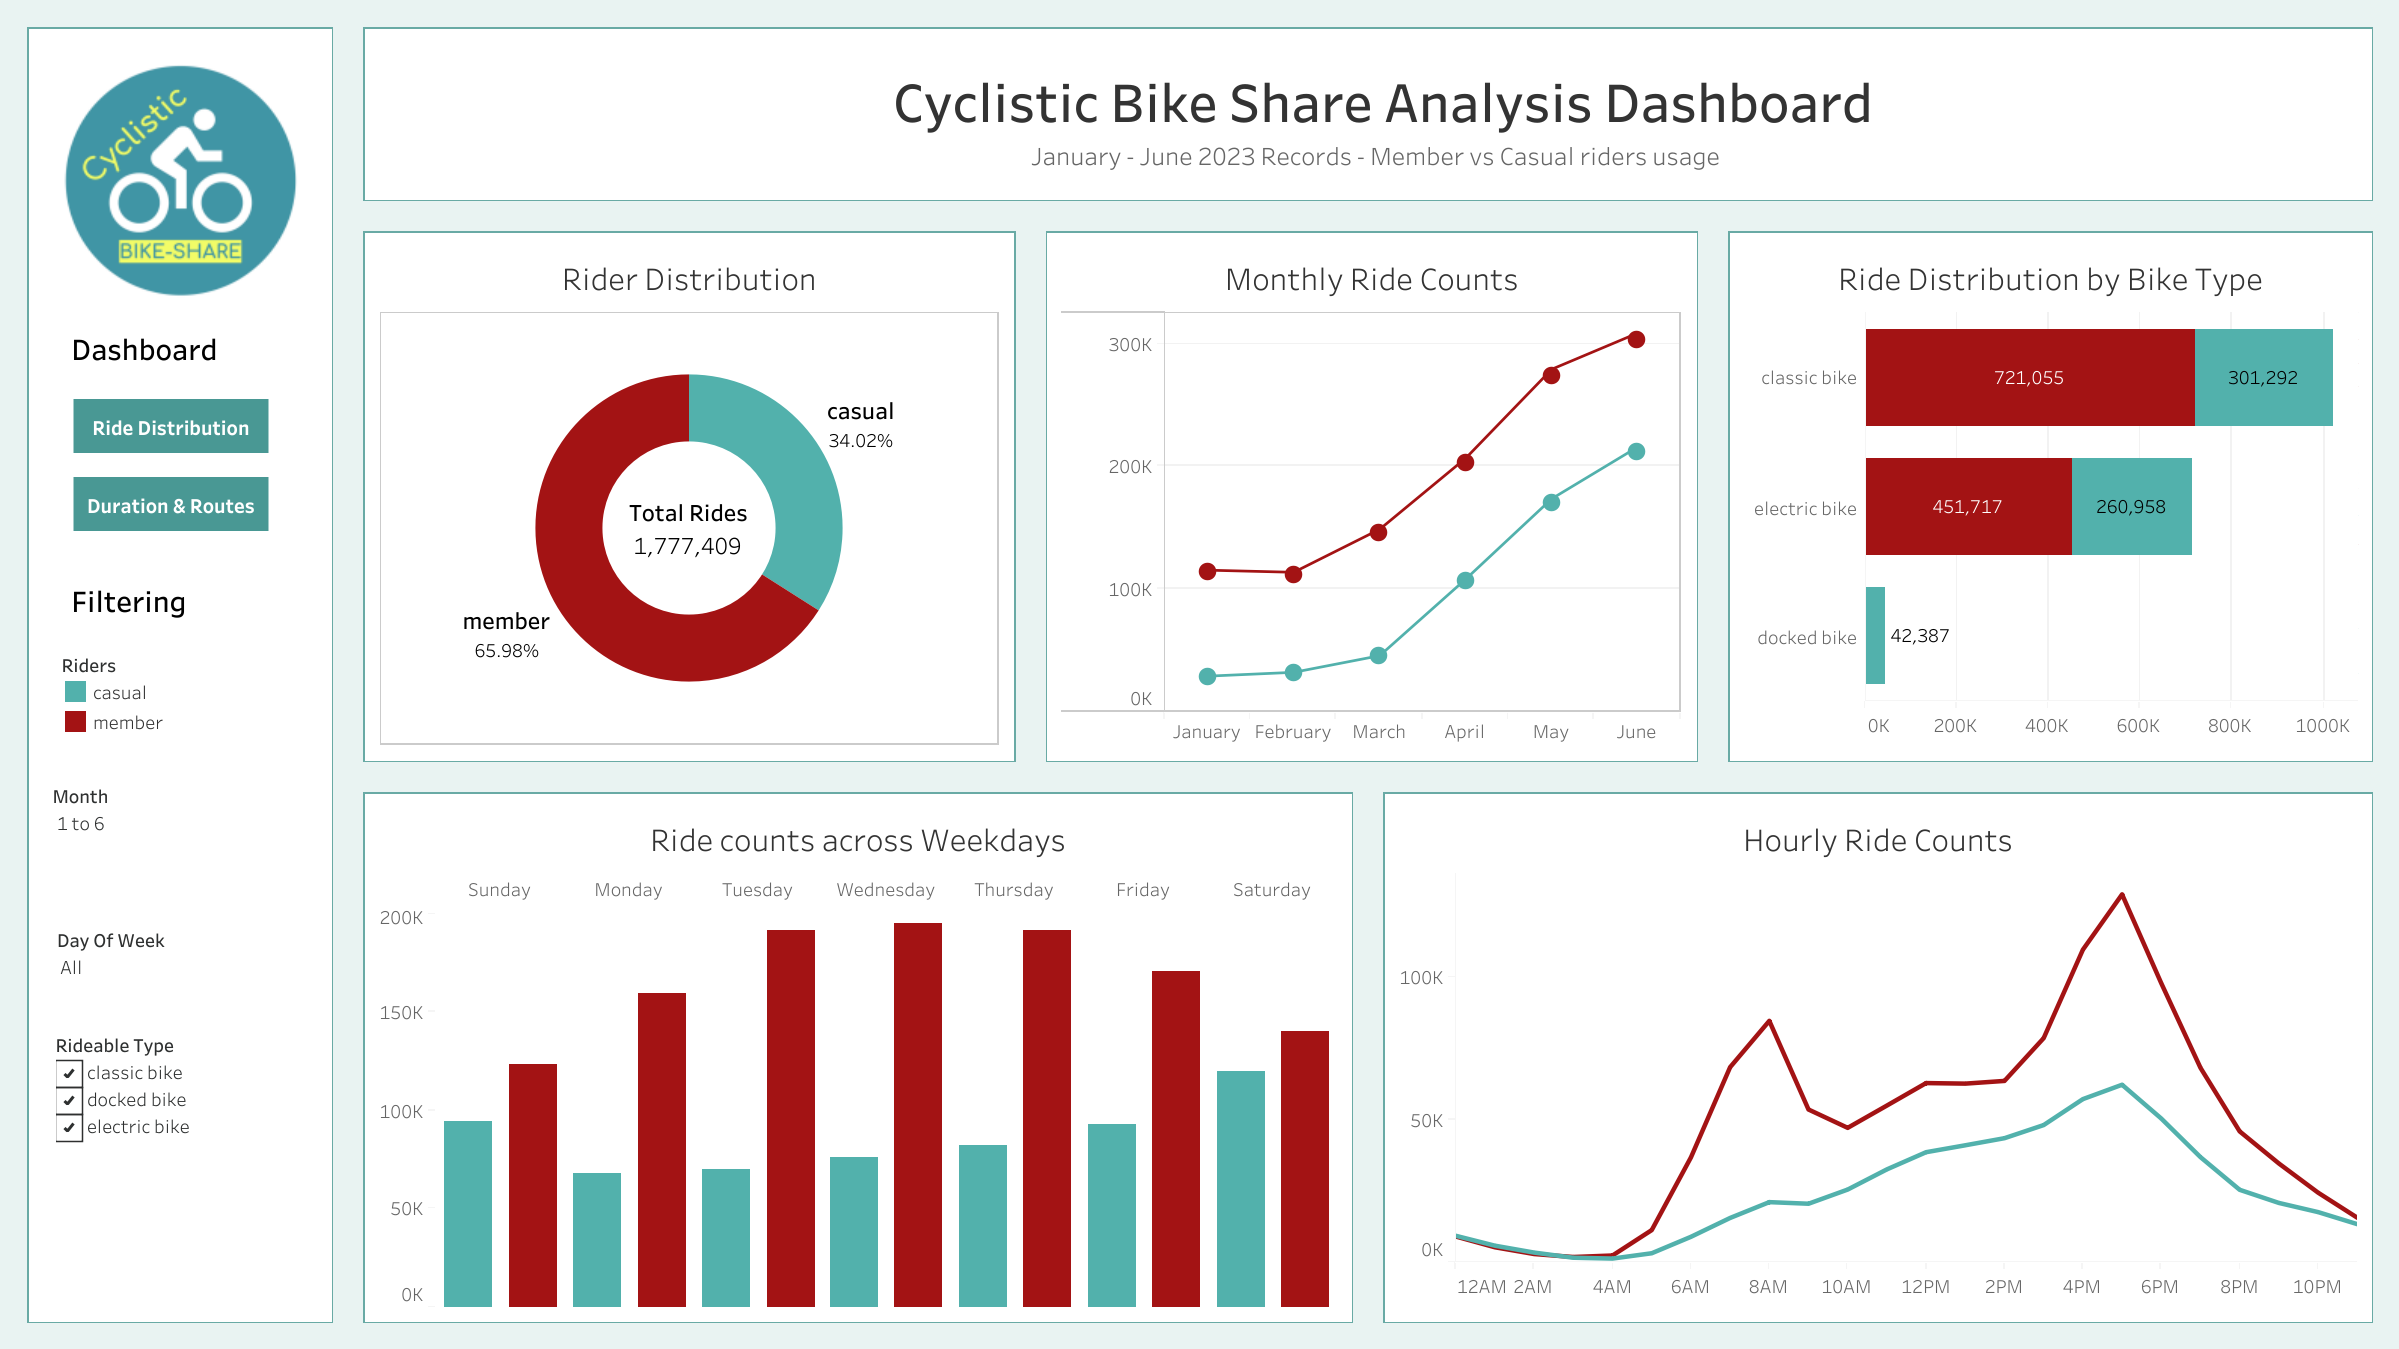 Cyclistic
BIKE-SHARE
Dashboard
Ride Distribution
Duration & Routes
Filtering
Riders
casual
member
Month
1 to 6
Day Of Week
All
Rideable Type
classic bike
docked bike
electric bike
Cyclistic Bike Share Analysis Dashboard
January - June 2023 Records - Member vs Casual riders usage
Rider Distribution
casual
34.02%
Total Rides
1,777,409
member
65.98%
Monthly Ride Counts
300K
200K
100K
0K
January February March April May June
Ride Distribution by Bike Type
classic bike 721,055 301,292
electric bike 451,717 260,958
docked bike 42,387
0K 200K 400K 600K 800K 1000K
Ride counts across Weekdays
Sunday Monday Tuesday Wednesday Thursday Friday Saturday
200K
150K
100K
50K
0K
Hourly Ride Counts
100K
50K
0K
12AM 2AM 4AM 6AM 8AM 10AM 12PM 2PM 4PM 6PM 8PM 10PM